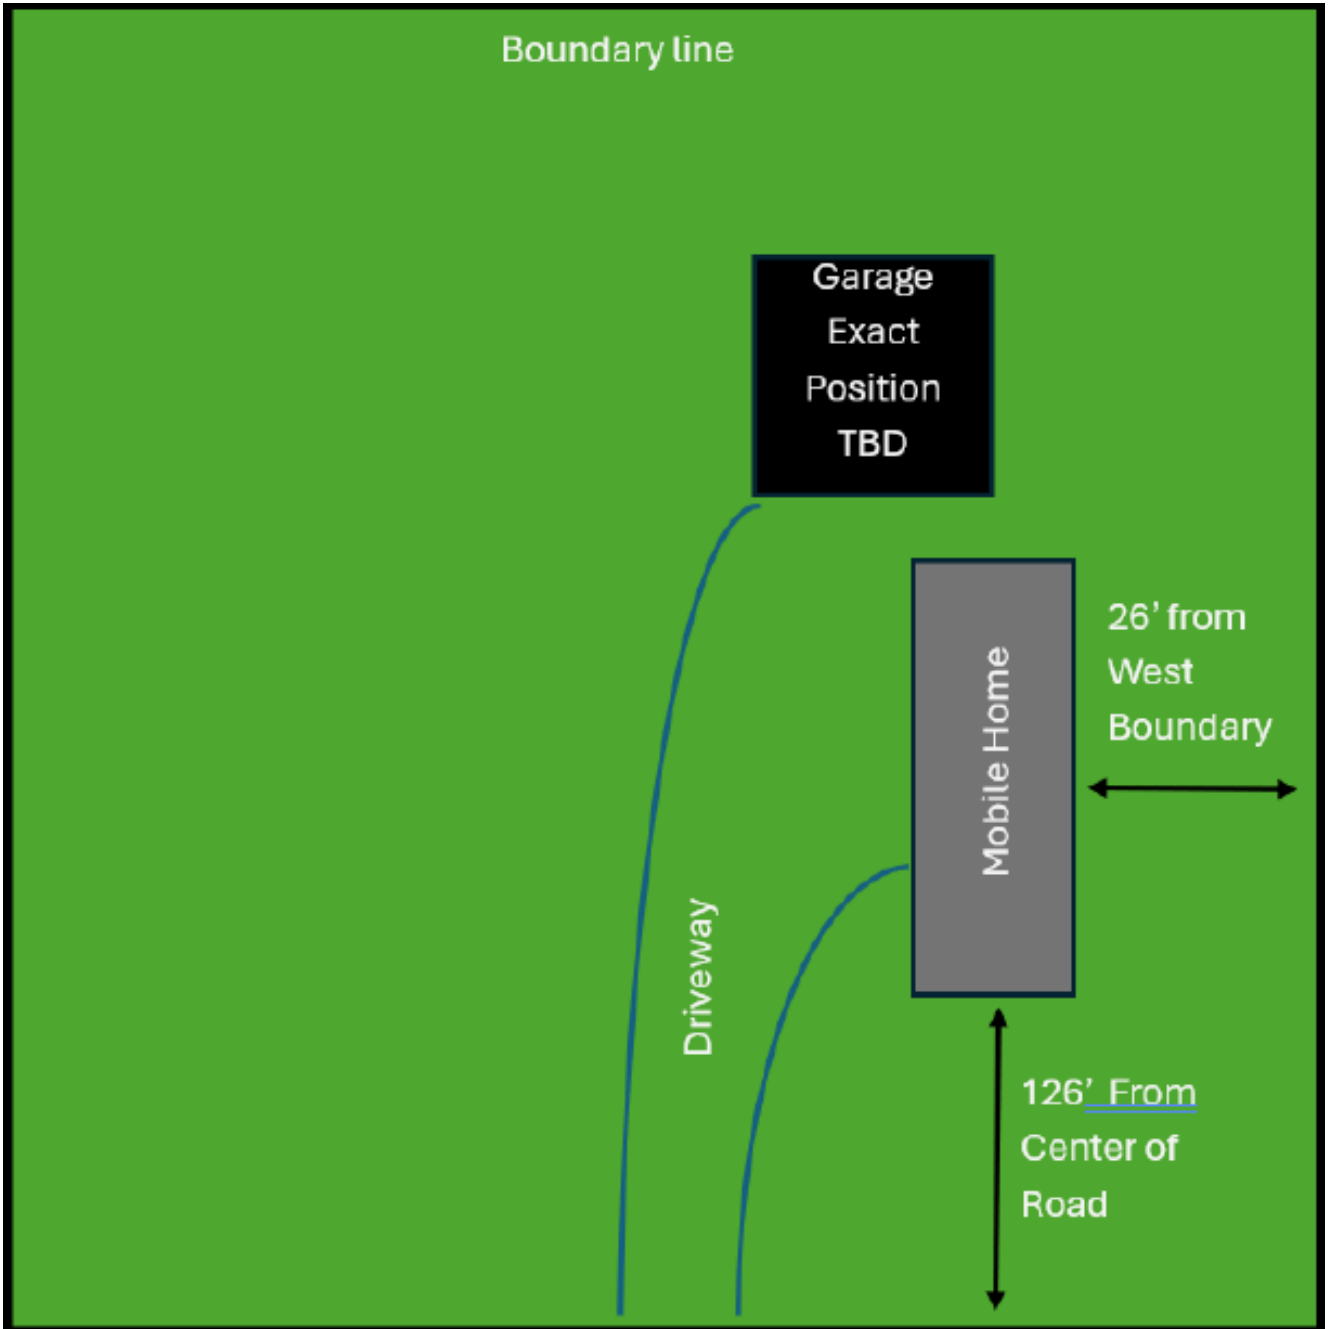 Boundary line
Garage
Exact
Position
TBD
26’ from
West
Boundary
Mobile Home
Driveway
126’  From
Center of
Road